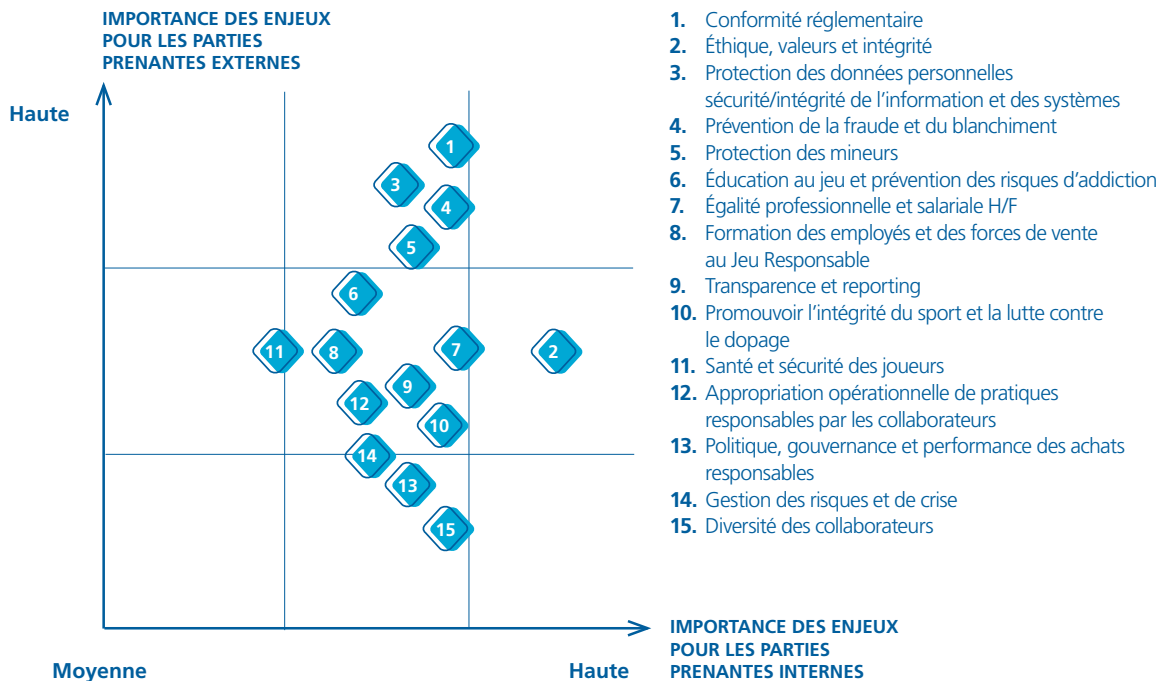 IMPORTANCE DES ENJEUX
POUR LES PARTIES
PRENANTES EXTERNES
Haute
1
3
4
5
6
11
8
7
2
9
12
10
14
13
15
Moyenne
Haute
IMPORTANCE DES ENJEUX
POUR LES PARTIES
PRENANTES INTERNES
1. Conformité réglementaire
2. Éthique, valeurs et intégrité
3. Protection des données personnelles
sécurité/intégrité de l’information et des systèmes
4. Prévention de la fraude et du blanchiment
5. Protection des mineurs
6. Éducation au jeu et prévention des risques d’addiction
7. Égalité professionnelle et salariale H/F
8. Formation des employés et des forces de vente
au Jeu Responsable
9. Transparence et reporting
10. Promouvoir l’intégrité du sport et la lutte contre
le dopage
11. Santé et sécurité des joueurs
12. Appropriation opérationnelle de pratiques
responsables par les collaborateurs
13. Politique, gouvernance et performance des achats
responsables
14. Gestion des risques et de crise
15. Diversité des collaborateurs